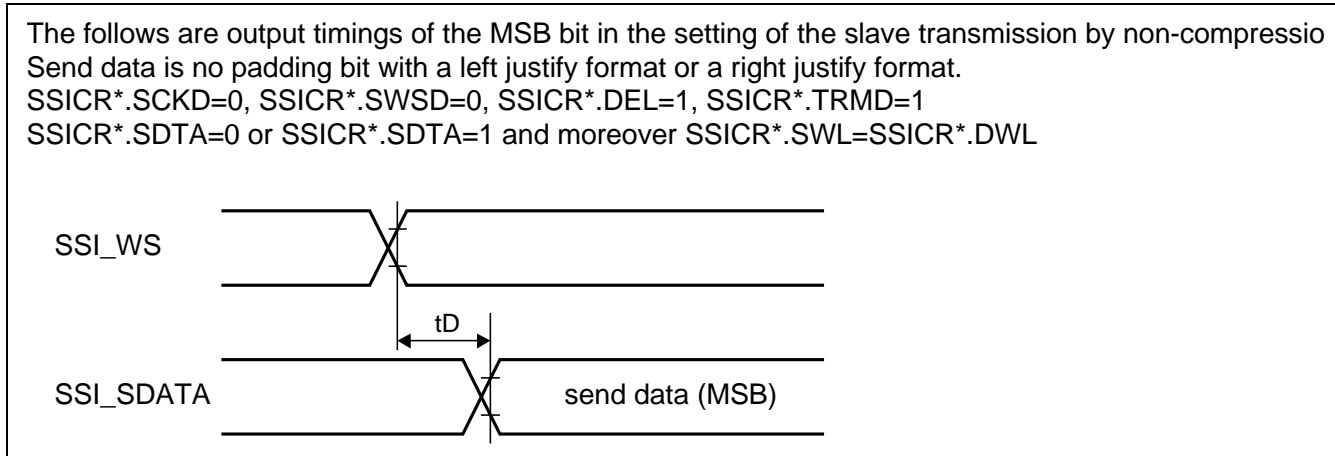 The follows are output timings of the MSB bit in the setting of the slave transmission by non-compressio
Send data is no padding bit with a left justify format or a right justify format.
SSICR*.SCKD=0, SSICR*.SWSD=0, SSICR*.DEL=1, SSICR*.TRMD=1
SSICR*.SDTA=0 or SSICR*.SDTA=1 and moreover SSICR*.SWL=SSICR*.DWL
SSI_WS
tD
SSI_SDATA
send data (MSB)